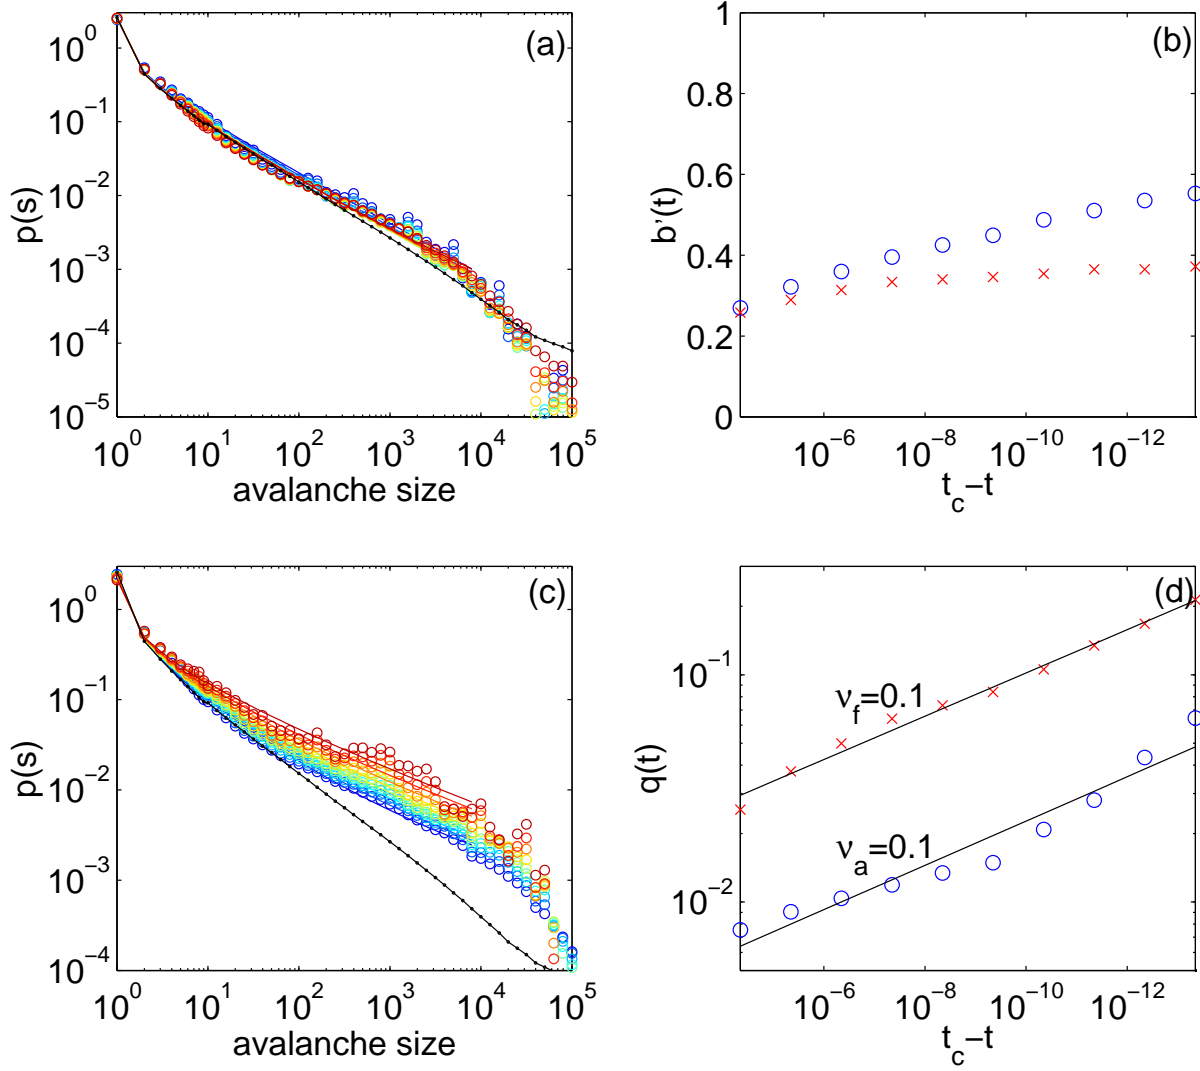 (a)
p(s)
10^0
10^−1
10^−2
10^−3
10^−4
10^−5
10^0 10^1 10^2 10^3 10^4 10^5
avalanche size
(b)
b’(t)
1
0.8
0.6
0.4
0.2
0
10^−6 10^−8 10^−10 10^−12
t_c−t
(c)
p(s)
10^0
10^−1
10^−2
10^−3
10^−4
10^0 10^1 10^2 10^3 10^4 10^5
avalanche size
(d)
q(t)
10^−1
10^−2
ν_f=0.1
ν_a=0.1
10^−6 10^−8 10^−10 10^−12
t_c−t